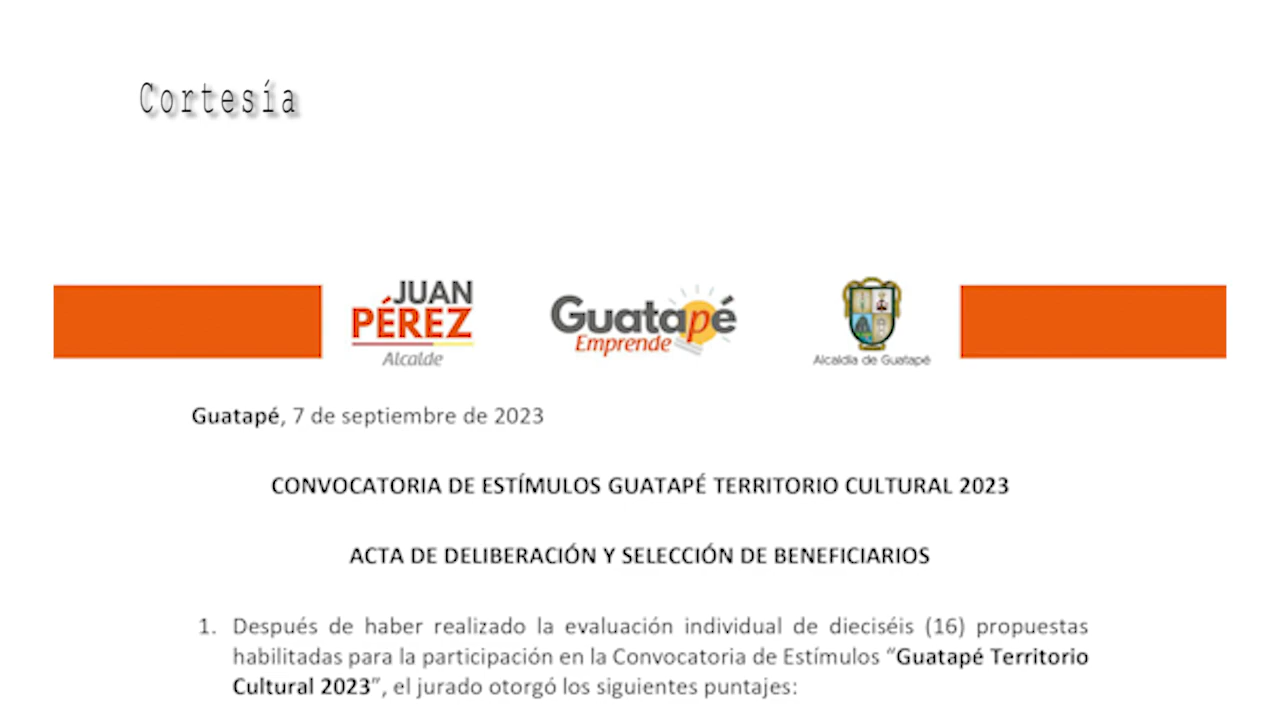 Cortesía
JUAN
PÉREZ
Alcalde
Guatapé
Emprende
Alcaldía de Guatapé
Guatapé, 7 de septiembre de 2023
CONVOCATORIA DE ESTÍMULOS GUATAPÉ TERRITORIO CULTURAL 2023
ACTA DE DELIBERACIÓN Y SELECCIÓN DE BENEFICIARIOS
1. Después de haber realizado la evaluación individual de dieciséis (16) propuestas
habilitadas para la participación en la Convocatoria de Estímulos “Guatapé Territorio
Cultural 2023”, el jurado otorgó los siguientes puntajes: